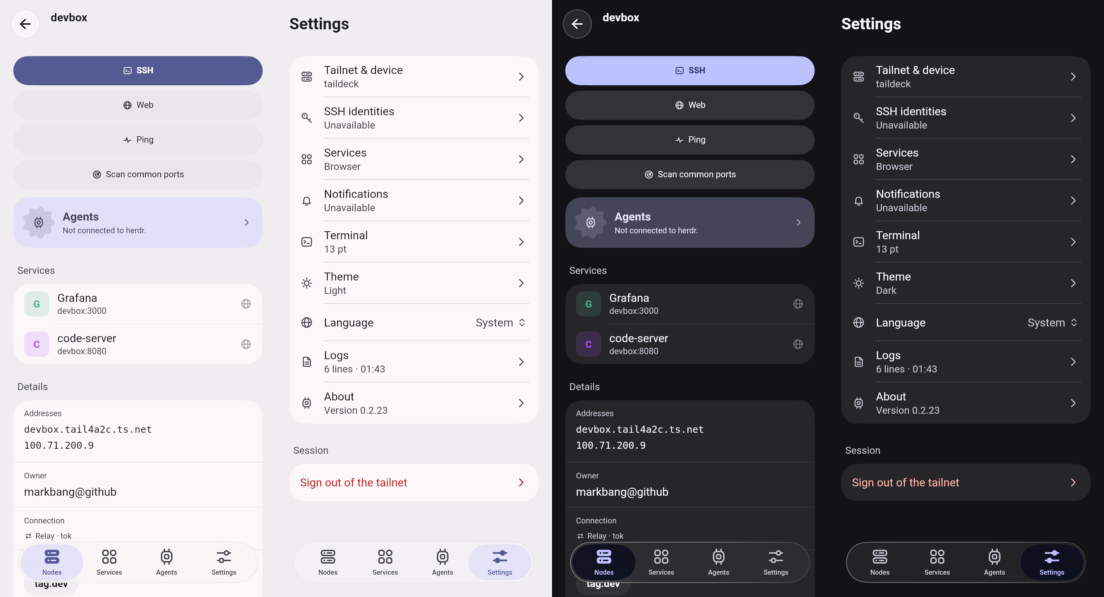 devbox
SSH
Web
Ping
Scan common ports
Agents
Not connected to herdr.
Services
G
Grafana
devbox:3000
C
code-server
devbox:8080
Details
Addresses
devbox.tail4a2c.ts.net
100.71.200.9
Owner
markbang@github
Connection
Relay · tok
Nodes
Services
Agents
Settings
tag:dev
Settings
Tailnet & device
taildeck
SSH identities
Unavailable
Services
Browser
Notifications
Unavailable
Terminal
13 pt
Theme
Light
Language
System
Logs
6 lines · 01:43
About
Version 0.2.23
Session
Sign out of the tailnet
Nodes
Services
Agents
Settings
devbox
SSH
Web
Ping
Scan common ports
Agents
Not connected to herdr.
Services
G
Grafana
devbox:3000
C
code-server
devbox:8080
Details
Addresses
devbox.tail4a2c.ts.net
100.71.200.9
Owner
markbang@github
Connection
Relay · tok
Nodes
Services
Agents
Settings
tag:dev
Settings
Tailnet & device
taildeck
SSH identities
Unavailable
Services
Browser
Notifications
Unavailable
Terminal
13 pt
Theme
Dark
Language
System
Logs
6 lines · 01:43
About
Version 0.2.23
Session
Sign out of the tailnet
Nodes
Services
Agents
Settings